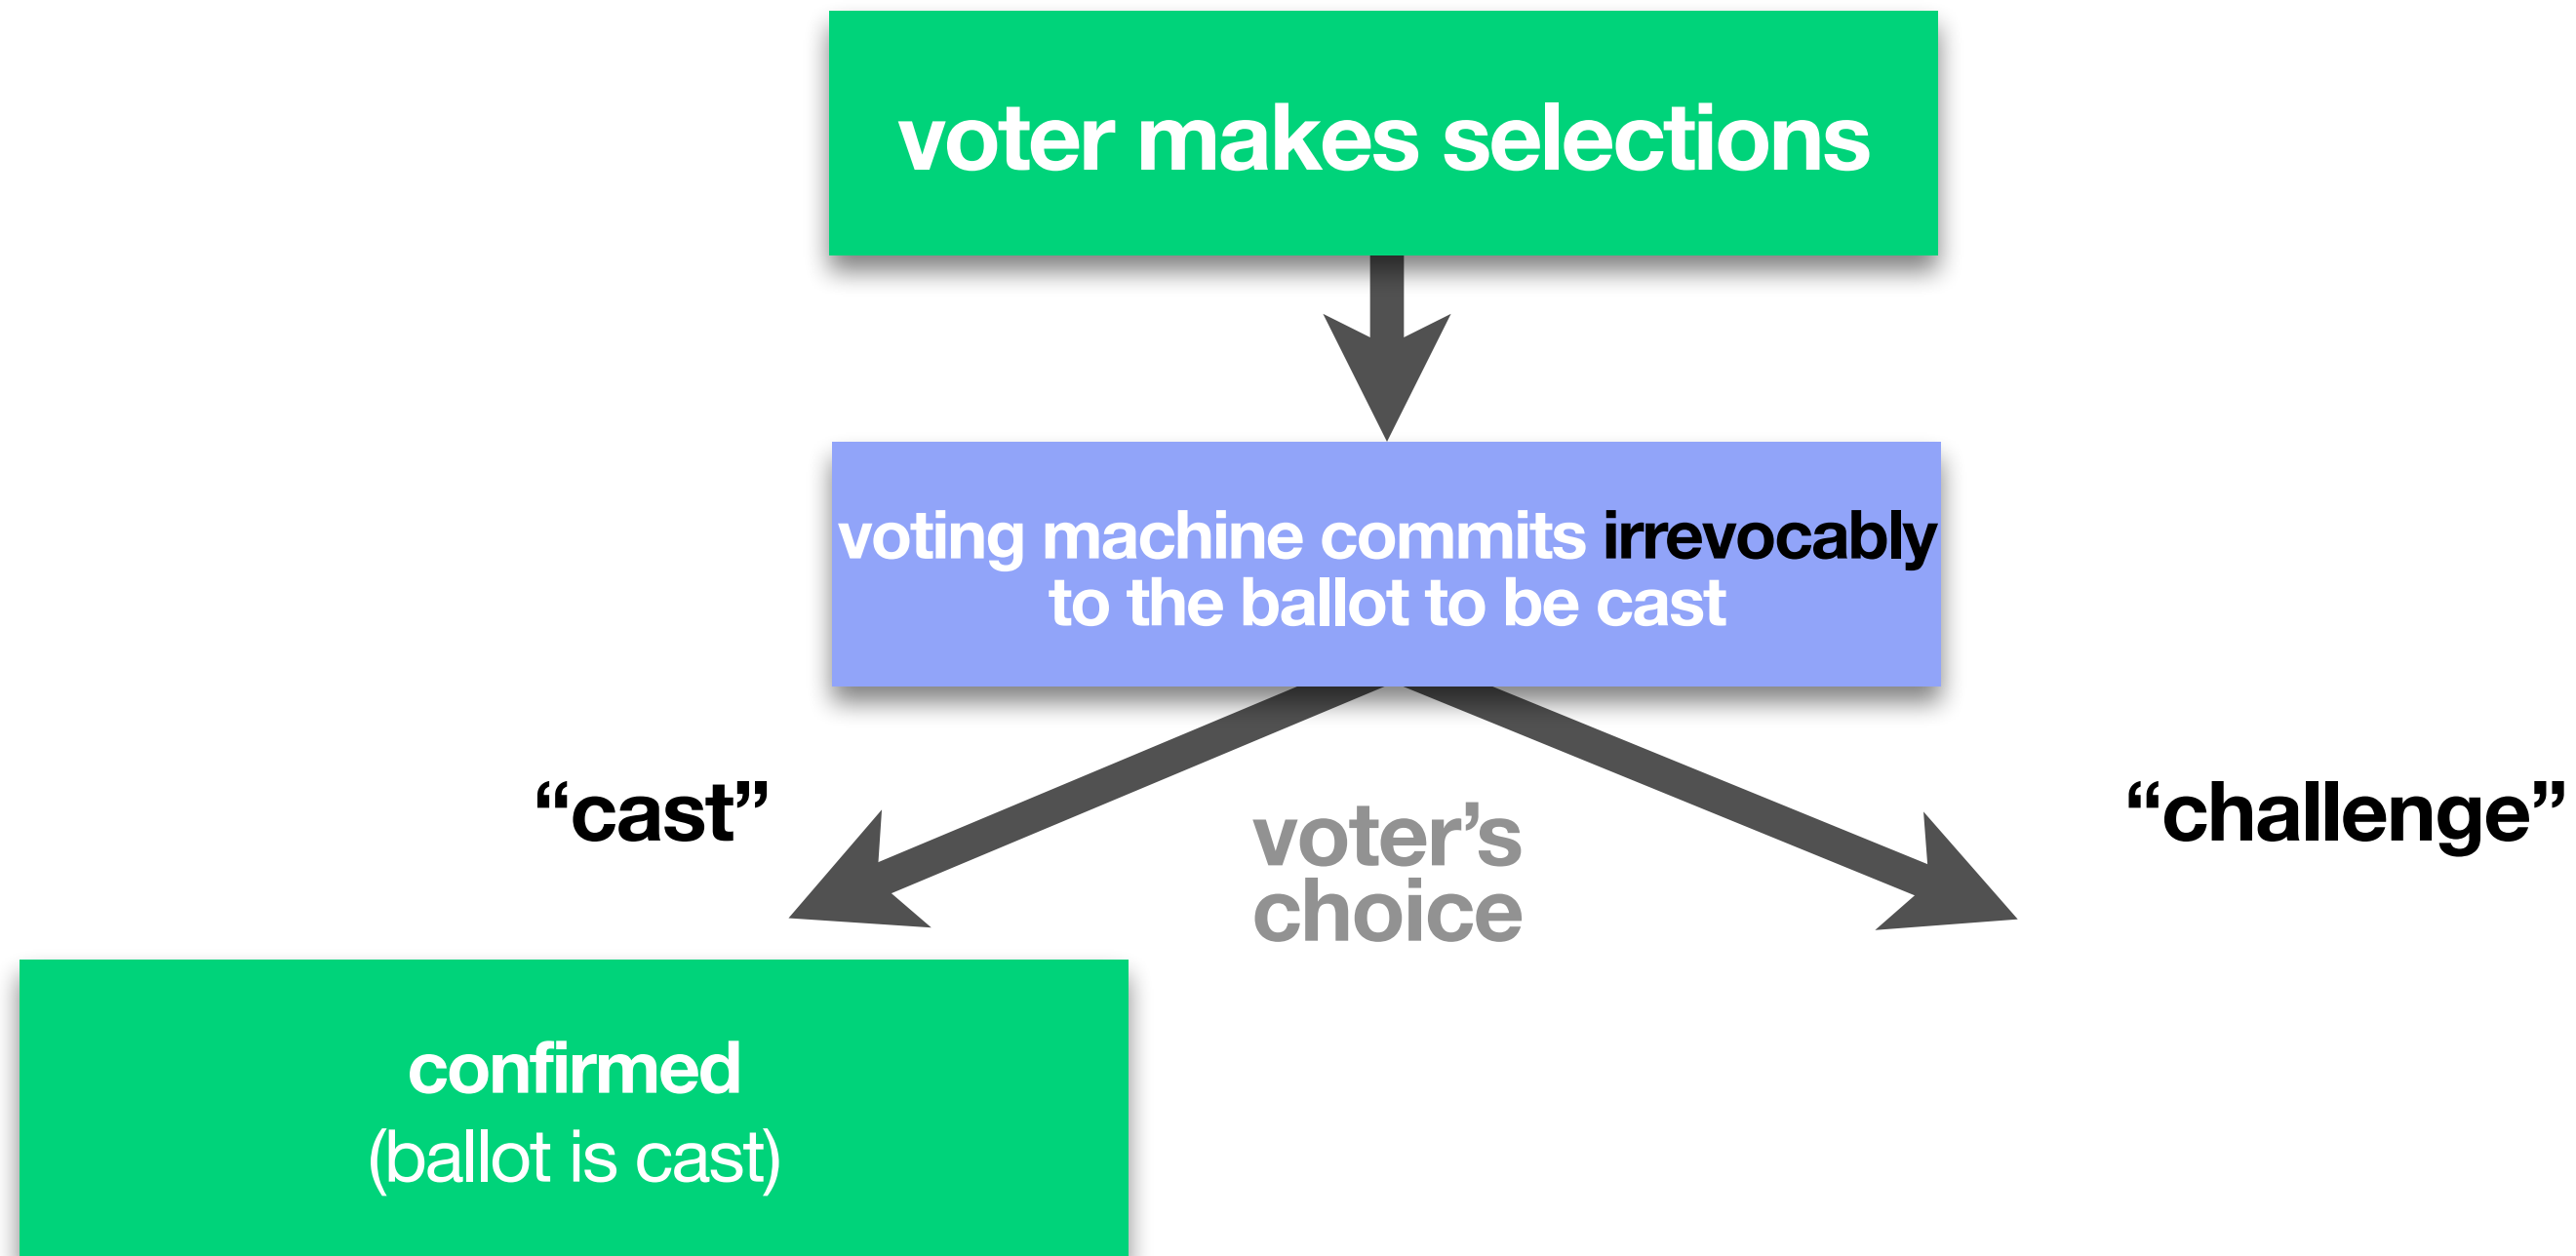 voter makes selections
voting machine commits irrevocably
to the ballot to be cast
“cast”
voter’s
choice
“challenge”
confirmed
(ballot is cast)